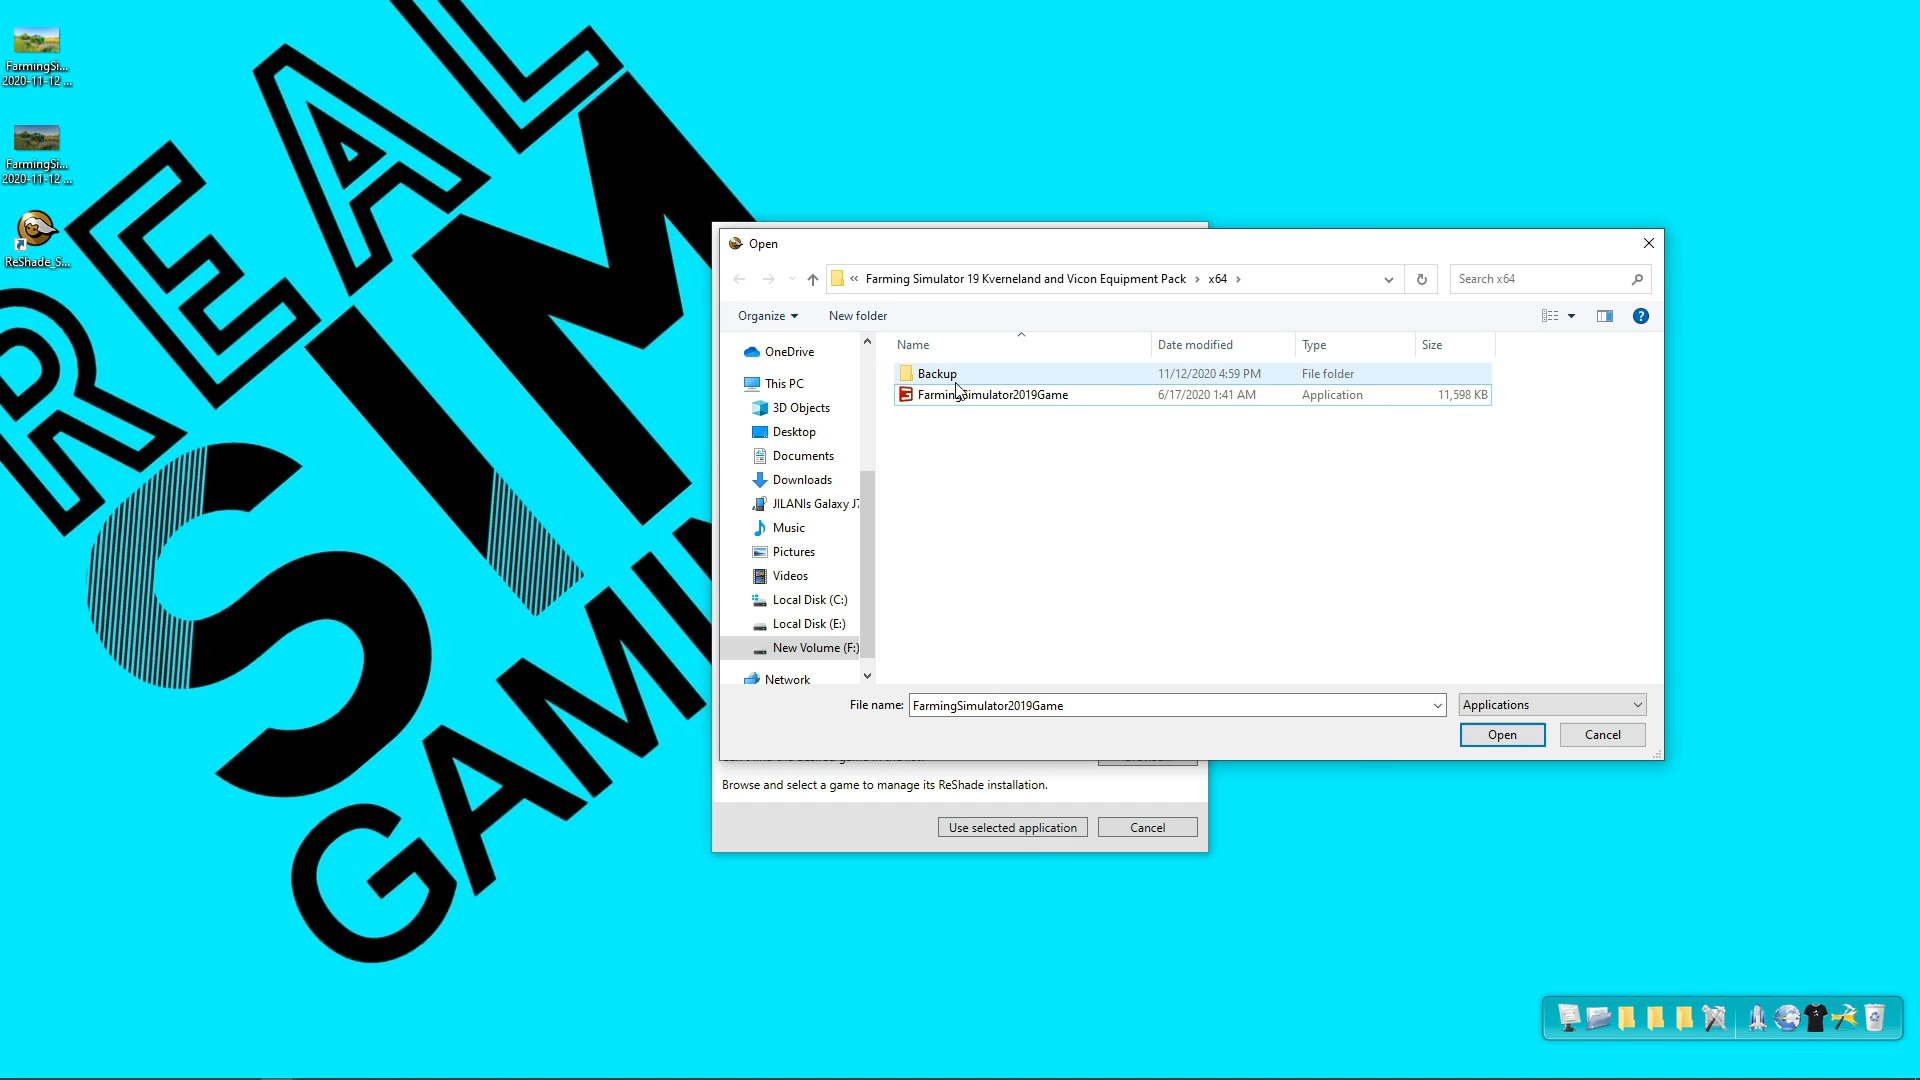 REAL
SIM
GAMIN
FarmingSi...
2020-11-12 ...
FarmingSi...
2020-11-12 ...
ReShade_S...
Open
« Farming Simulator 19 Kverneland and Vicon Equipment Pack › x64 ›
Search x64
Organize
New folder
Name
Date modified
Type
Size
OneDrive
This PC
3D Objects
Desktop
Documents
Downloads
JILANIs Galaxy J7
Music
Pictures
Videos
Local Disk (C:)
Local Disk (E:)
New Volume (F:)
Network
Backup 11/12/2020 4:59 PM File folder
FarmingSimulator2019Game 6/17/2020 1:41 AM Application 11,598 KB
File name:
FarmingSimulator2019Game
Applications
Open
Cancel
Browse and select a game to manage its ReShade installation.
Use selected application
Cancel